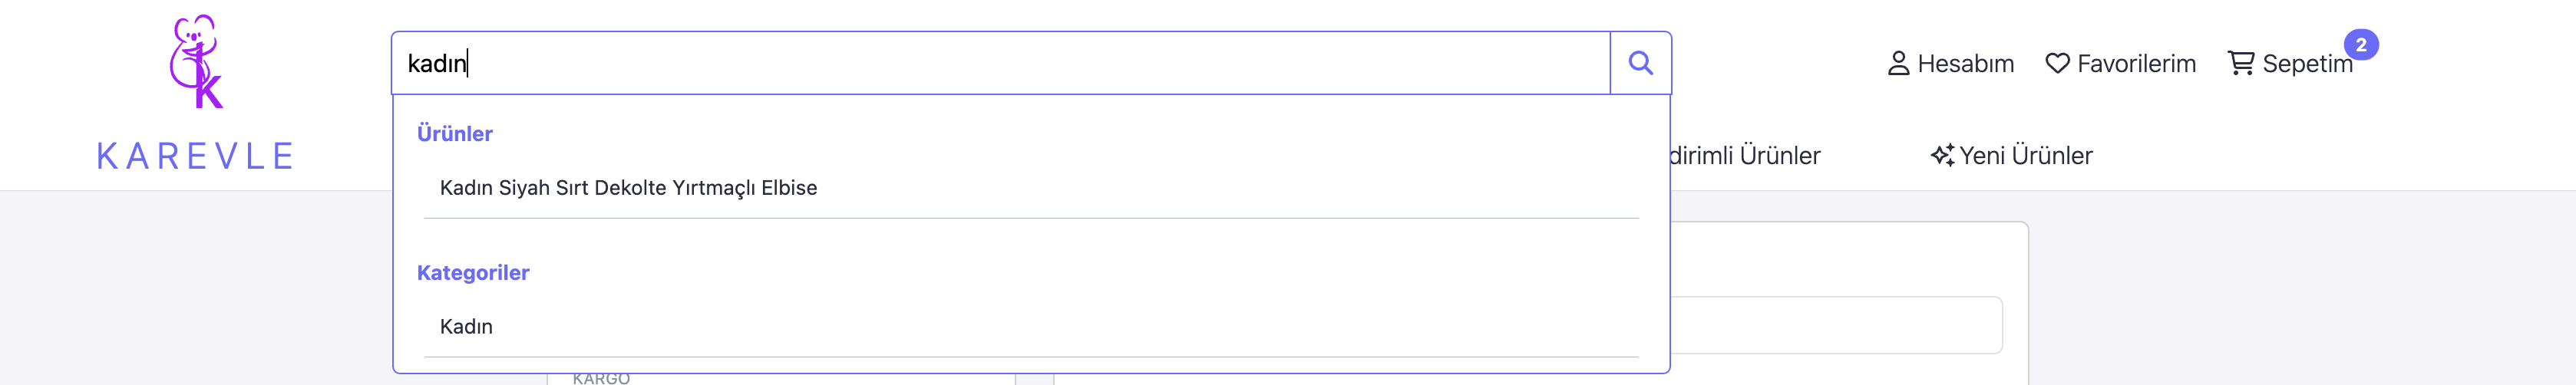 kadın
Hesabım
Favorilerim
Sepetim
2
k
KAREVLE
Ürünler
Kadın Siyah Sırt Dekolte Yırtmaçlı Elbise
Kategoriler
Kadın
dirimli Ürünler
Yeni Ürünler
KARGO